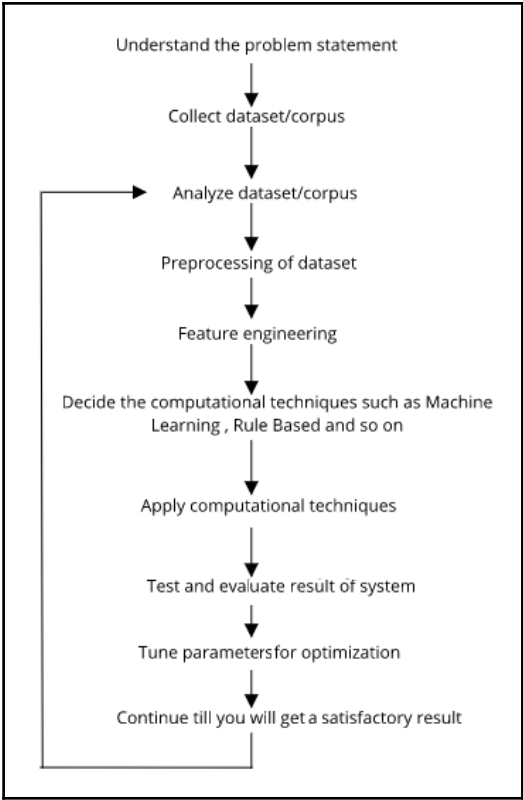 Understand the problem statement
Collect dataset/corpus
Analyze dataset/corpus
Preprocessing of dataset
Feature engineering
Decide the computational techniques such as Machine
Learning , Rule Based and so on
Apply computational techniques
Test and evaluate result of system
Tune parameters for optimization
Continue till you will get a satisfactory result